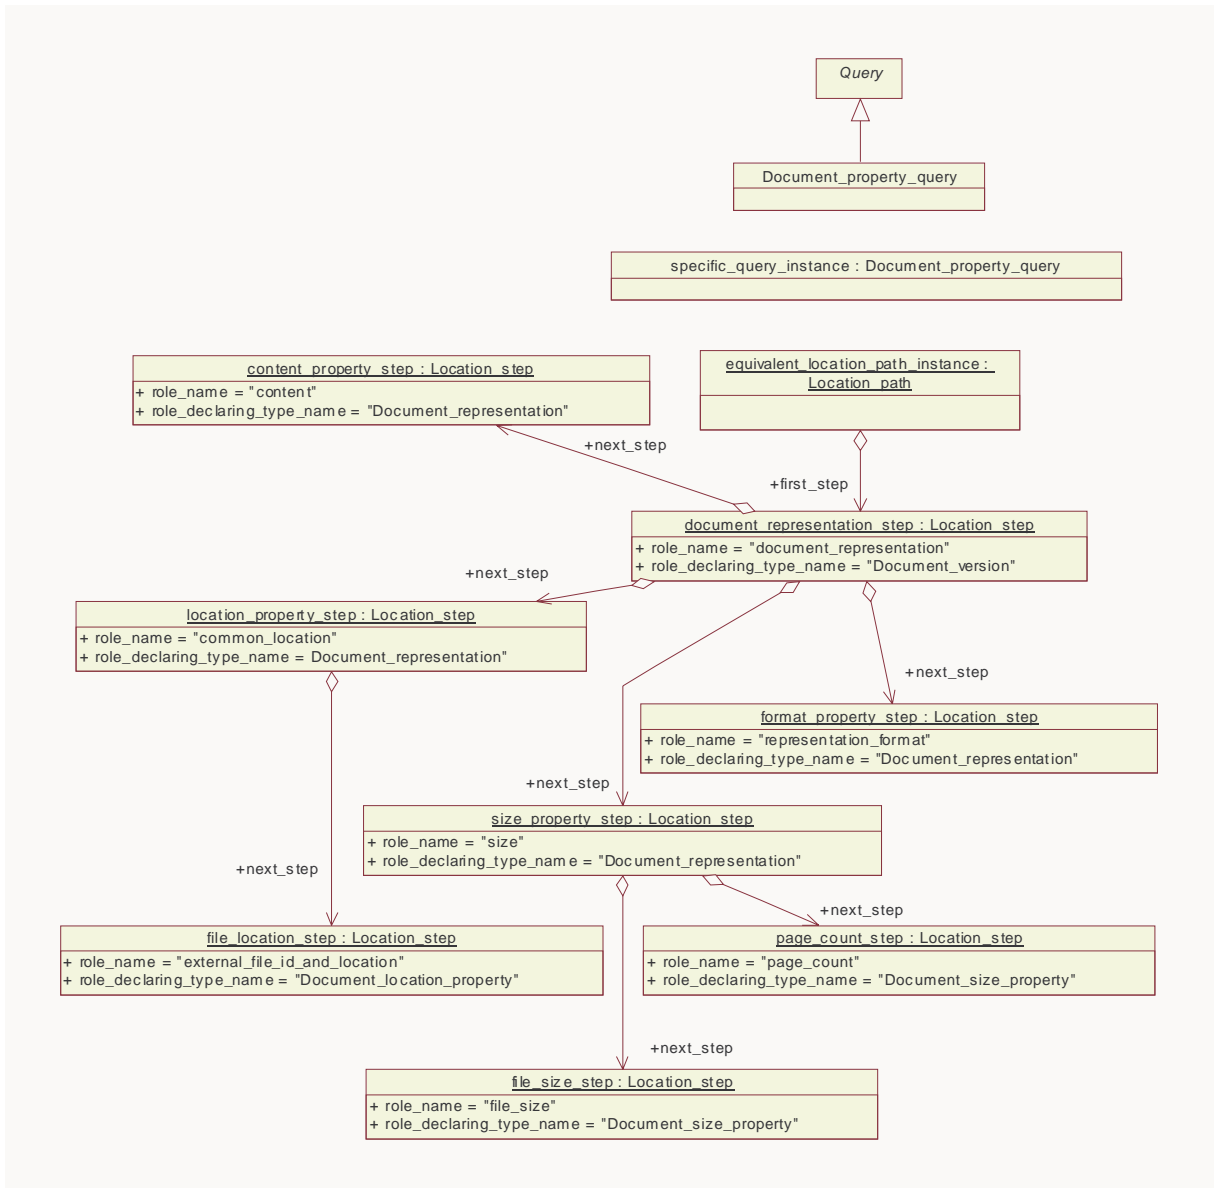 Query
Document_property_query
specific_query_instance : Document_property_query
content_property_step : Location_step
+ role_name = "content"
+ role_declaring_type_name = "Document_representation"
equivalent_location_path_instance :
Location_path
+next_step
+first_step
document_representation_step : Location_step
+ role_name = "document_representation"
+ role_declaring_type_name = "Document_version"
+next_step
location_property_step : Location_step
+ role_name = "common_location"
+ role_declaring_type_name = Document_representation"
+next_step
format_property_step : Location_step
+ role_name = "representation_format"
+ role_declaring_type_name = "Document_representation"
+next_step
size_property_step : Location_step
+ role_name = "size"
+ role_declaring_type_name = "Document_representation"
+next_step
+next_step
file_location_step : Location_step
+ role_name = "external_file_id_and_location"
+ role_declaring_type_name = "Document_location_property"
page_count_step : Location_step
+ role_name = "page_count"
+ role_declaring_type_name = "Document_size_property"
+next_step
file_size_step : Location_step
+ role_name = "file_size"
+ role_declaring_type_name = "Document_size_property"